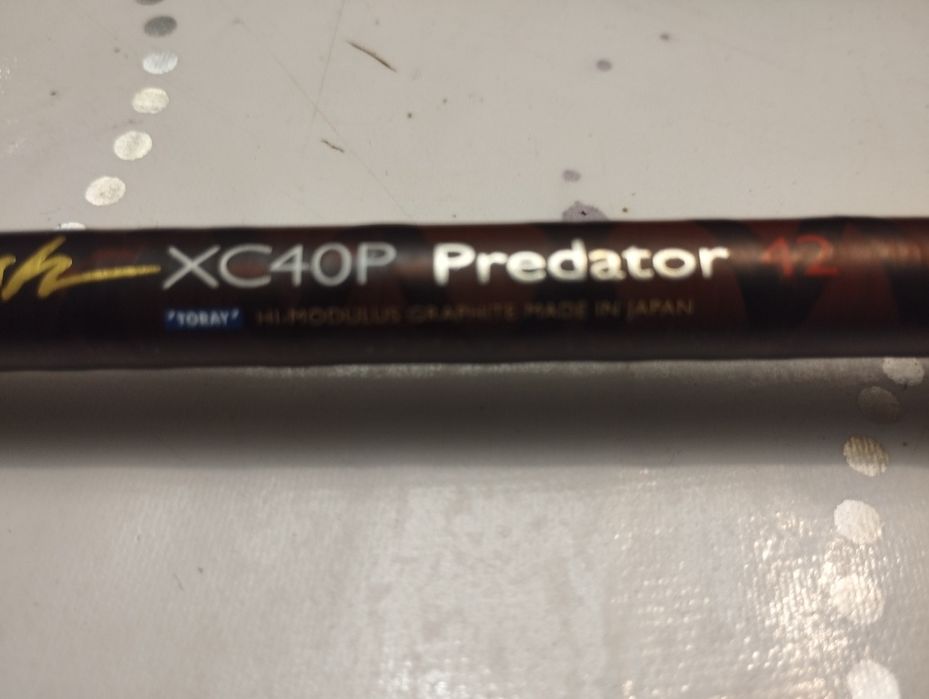 XC40P Predator 42
"TORAY" HI-MODULUS GRAPHITE MADE IN JAPAN